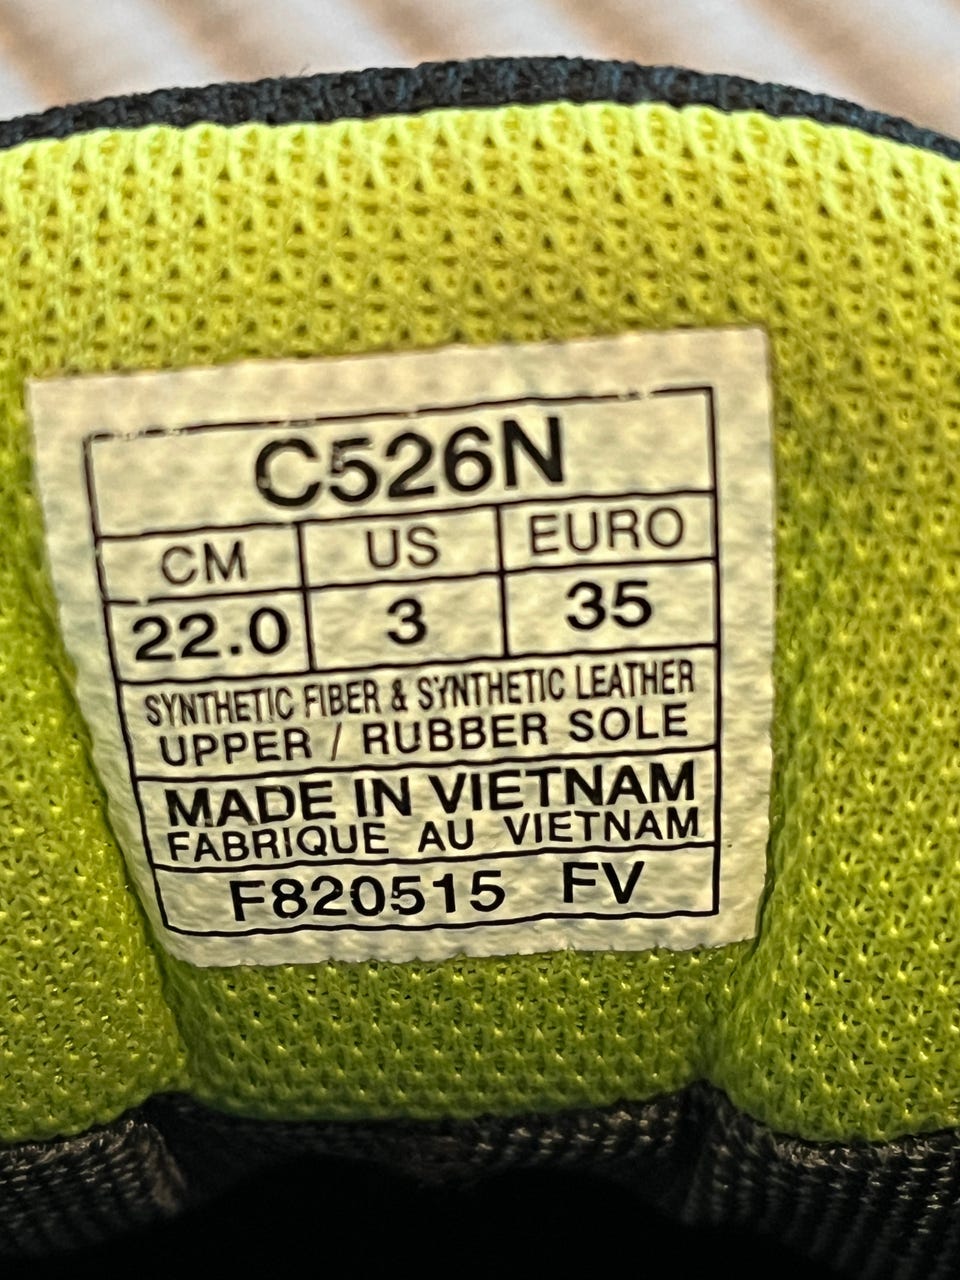 C526N
CM US EURO
22.0 3 35
SYNTHETIC FIBER & SYNTHETIC LEATHER
UPPER / RUBBER SOLE
MADE IN VIETNAM
FABRIQUE AU VIETNAM
F820515 FV